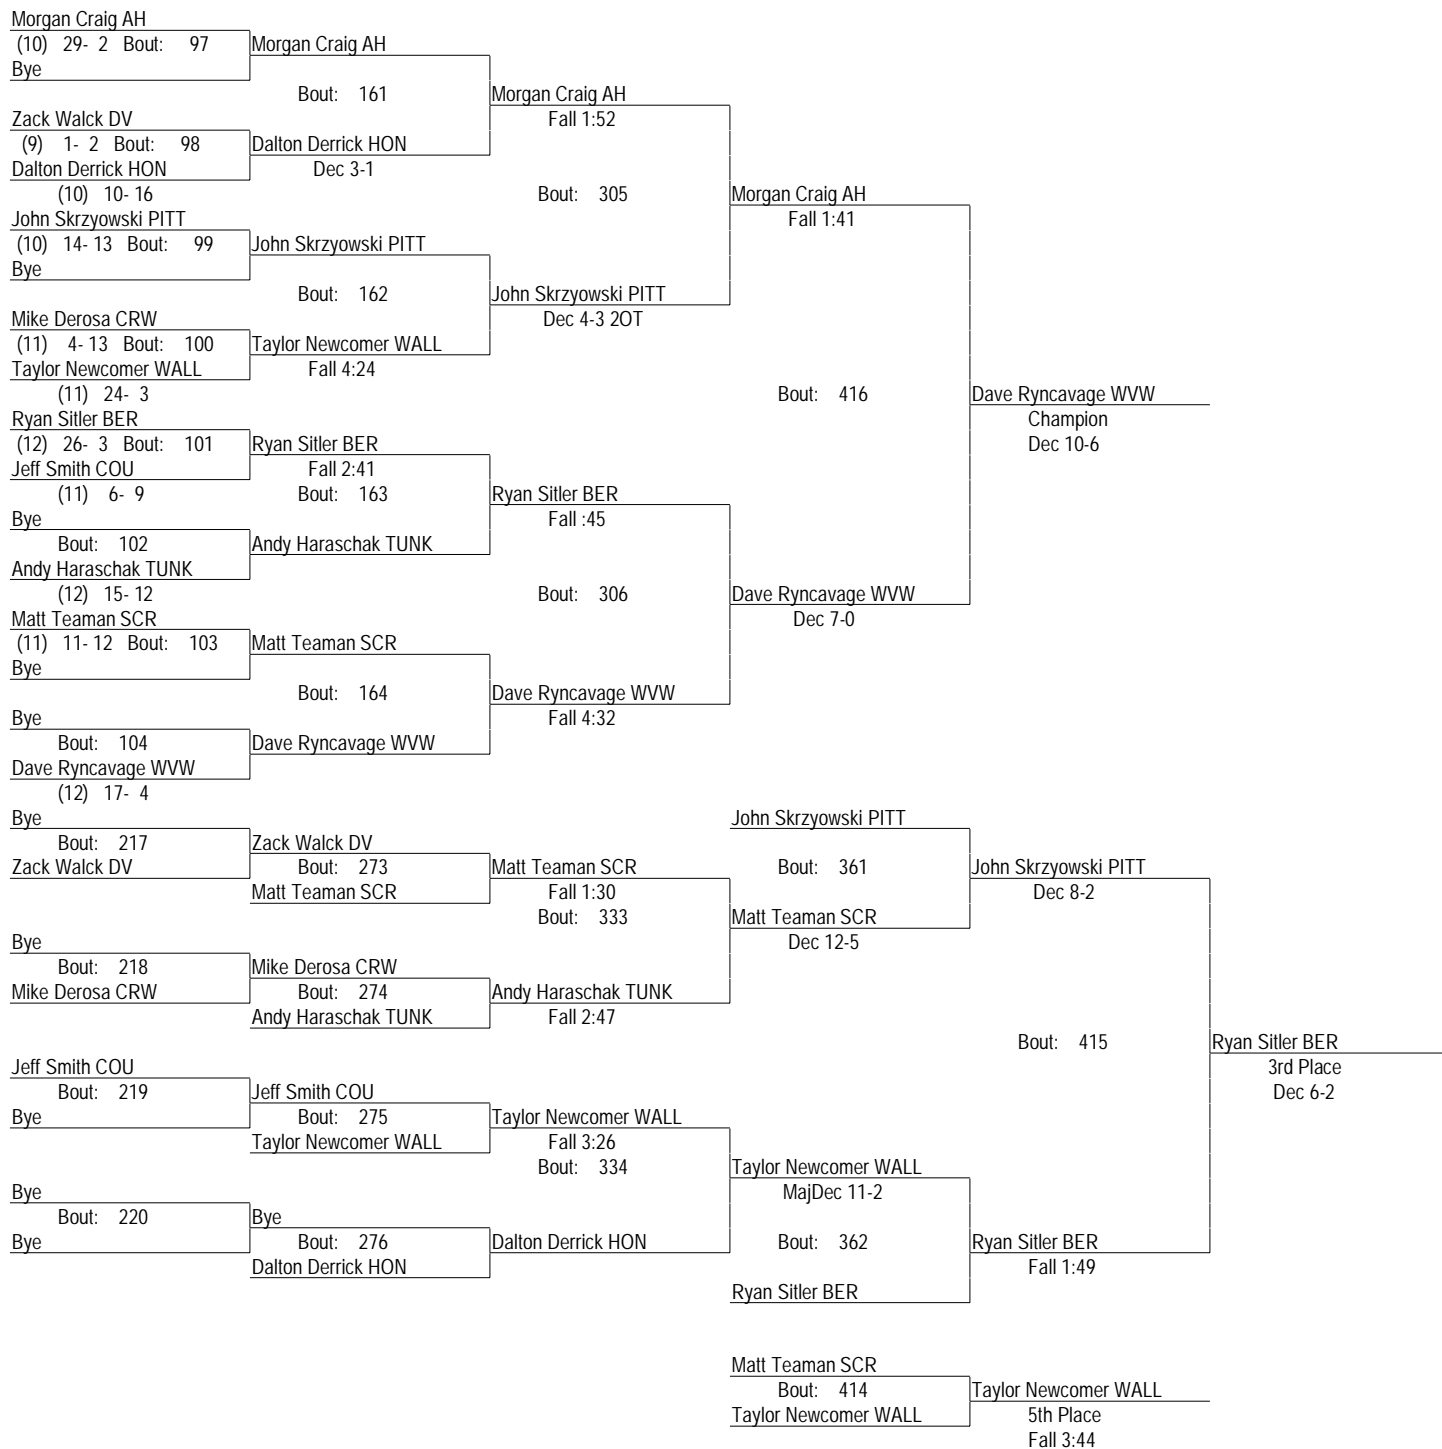 Morgan Craig AH
(10) 29- 2 Bout: 97
Bye
Morgan Craig AH
Bout: 161
Zack Walck DV
(9) 1- 2 Bout: 98
Dalton Derrick HON
(10) 10- 16
Dalton Derrick HON
Dec 3-1
Morgan Craig AH
Fall 1:52
Bout: 305
John Skrzyowski PITT
(10) 14- 13 Bout: 99
Bye
John Skrzyowski PITT
Bout: 162
Mike Derosa CRW
(11) 4- 13 Bout: 100
Taylor Newcomer WALL
(11) 24- 3
Taylor Newcomer WALL
Fall 4:24
John Skrzyowski PITT
Dec 4-3 2OT
Morgan Craig AH
Fall 1:41
Bout: 416
Ryan Sitler BER
(12) 26- 3 Bout: 101
Jeff Smith COU
(11) 6- 9
Ryan Sitler BER
Fall 2:41
Bout: 163
Bye
Bout: 102
Andy Haraschak TUNK
(12) 15- 12
Andy Haraschak TUNK
Ryan Sitler BER
Fall :45
Bout: 306
Matt Teaman SCR
(11) 11- 12 Bout: 103
Bye
Matt Teaman SCR
Bout: 164
Bye
Bout: 104
Dave Ryncavage WVW
(12) 17- 4
Dave Ryncavage WVW
Dave Ryncavage WVW
Fall 4:32
Dave Ryncavage WVW
Dec 7-0
Dave Ryncavage WVW
Champion
Dec 10-6
Bye
Bout: 217
Zack Walck DV
Zack Walck DV
Bout: 273
Matt Teaman SCR
Matt Teaman SCR
Fall 1:30
Bout: 333
Bye
Bout: 218
Mike Derosa CRW
Mike Derosa CRW
Bout: 274
Andy Haraschak TUNK
Andy Haraschak TUNK
Fall 2:47
John Skrzyowski PITT
Bout: 361
Matt Teaman SCR
Dec 12-5
John Skrzyowski PITT
Dec 8-2
Bout: 415
Jeff Smith COU
Bout: 219
Bye
Jeff Smith COU
Bout: 275
Taylor Newcomer WALL
Taylor Newcomer WALL
Fall 3:26
Bout: 334
Bye
Bout: 220
Bye
Bye
Bout: 276
Dalton Derrick HON
Dalton Derrick HON
Taylor Newcomer WALL
MajDec 11-2
Bout: 362
Ryan Sitler BER
Ryan Sitler BER
Fall 1:49
Ryan Sitler BER
3rd Place
Dec 6-2
Matt Teaman SCR
Bout: 414
Taylor Newcomer WALL
Taylor Newcomer WALL
5th Place
Fall 3:44